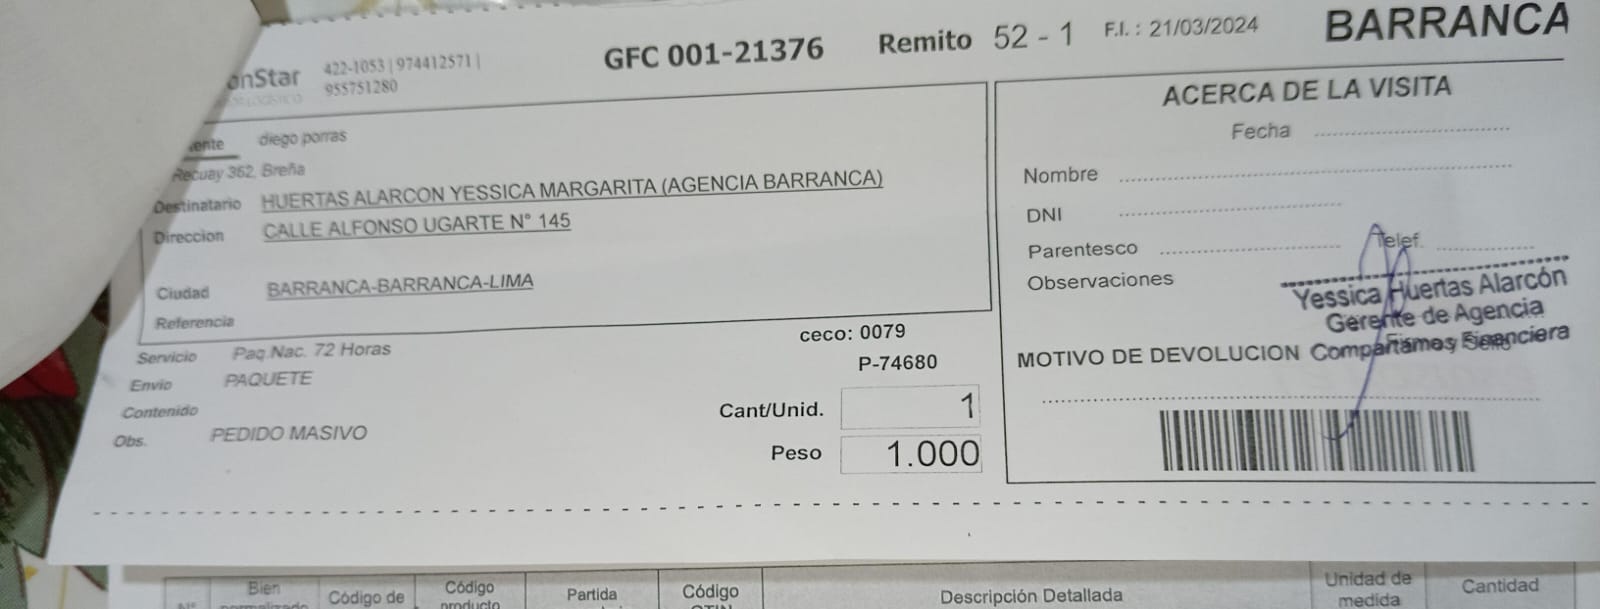 onStar
422-1053 | 974412571 |
955751280
GFC 001-21376
Remito 52 - 1
F.I. : 21/03/2024
BARRANCA
ente diego porras
Recuay 362, Breña
Destinatario HUERTAS ALARCON YESSICA MARGARITA (AGENCIA BARRANCA)
Direccion CALLE ALFONSO UGARTE N° 145
Ciudad BARRANCA-BARRANCA-LIMA
Referencia
Servicio Paq.Nac. 72 Horas
Envio PAQUETE
Contenido
Obs. PEDIDO MASIVO
ceco: 0079
P-74680
Cant/Unid. 1
Peso 1.000
ACERCA DE LA VISITA
Fecha
Nombre
DNI
Parentesco Telef.
Observaciones
Yessica Huertas Alarcón
Gerente de Agencia
Compartamos Financiera
MOTIVO DE DEVOLUCION
Bien
Código de
Código
producto
Partida
Código
Descripción Detallada
Unidad de
medida
Cantidad